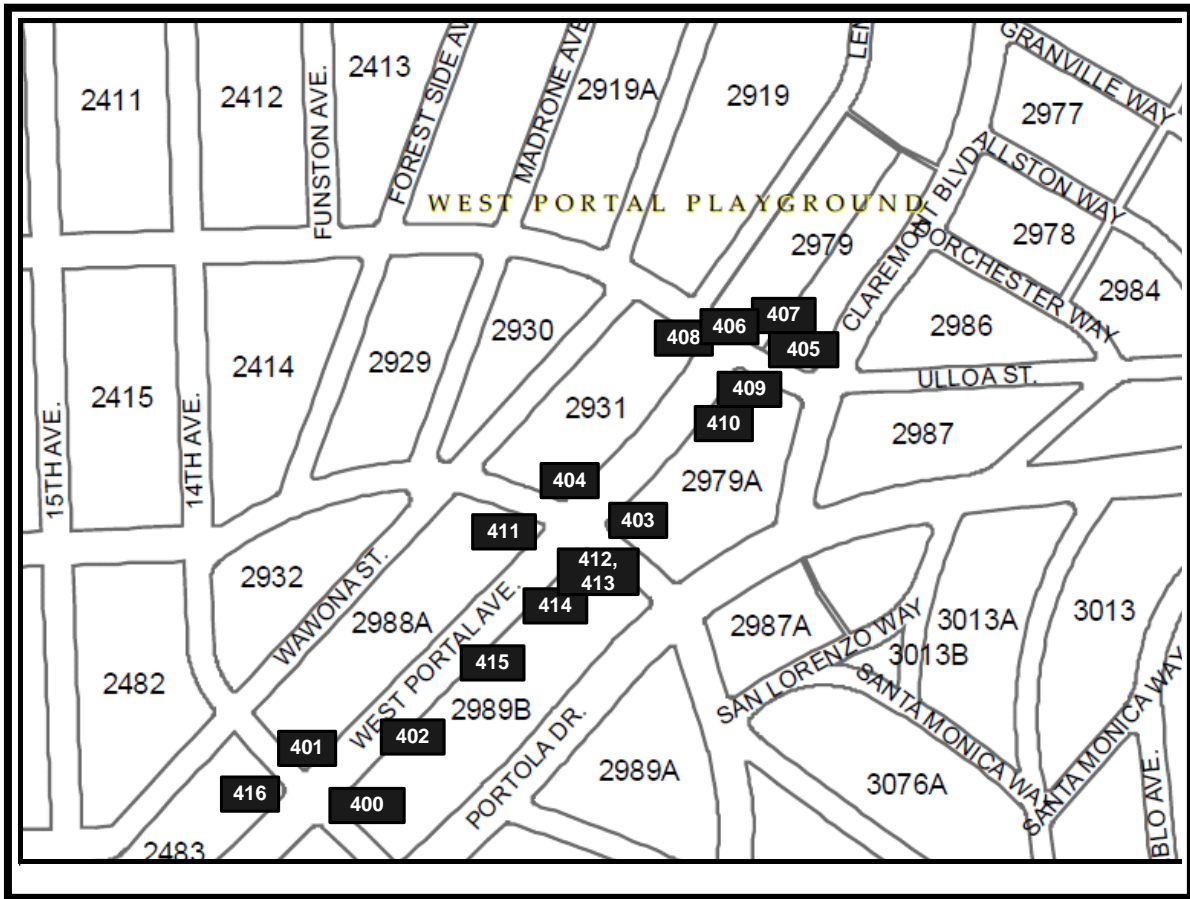 GRANVILLE WAY
LEN
2413
FOREST SIDE AV
MADRONE AVE
2919A
2919
2411
2412
FUNSTON AVE.
2977
ALLSTON WAY
WEST PORTAL PLAYGROUND
CLAREMONT BLVD
2979
2978
DORCHESTER WAY
2984
407
406
408
405
2986
2930
2929
2414
2415
ULLOA ST.
409
410
2931
2987
15TH AVE.
14TH AVE.
404
2979A
403
411
412,
413
414
2932
WAWONA ST.
2988A
WEST PORTAL AVE.
2987A
SAN LORENZO WAY
3013A
3013
3013B
415
2482
2989B
SANTA MONICA WAY
SANTA MONICA WAY
402
401
PORTOLA DR.
2989A
3076A
416
400
BLO AVE.
2483